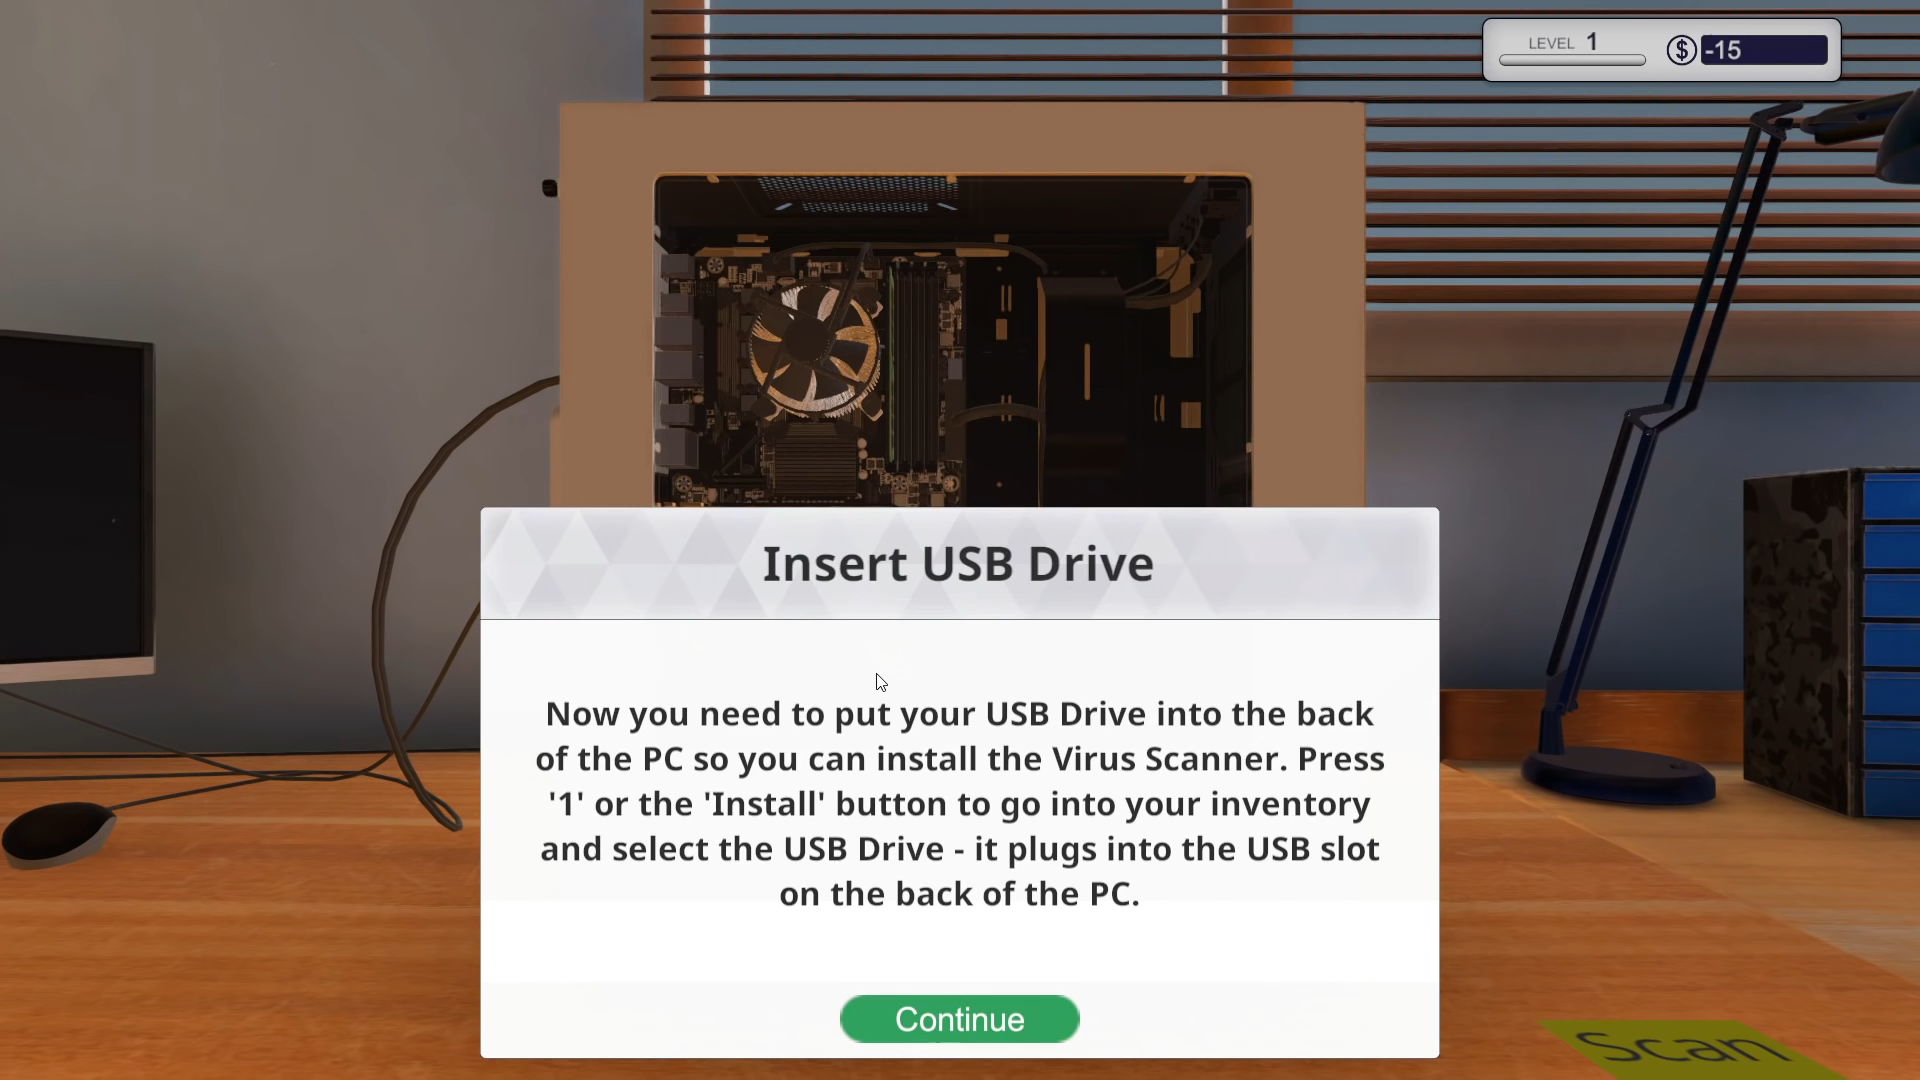 LEVEL 1
$ -15
Insert USB Drive
Now you need to put your USB Drive into the back
of the PC so you can install the Virus Scanner. Press
'1' or the 'Install' button to go into your inventory
and select the USB Drive - it plugs into the USB slot
on the back of the PC.
Continue
Scan